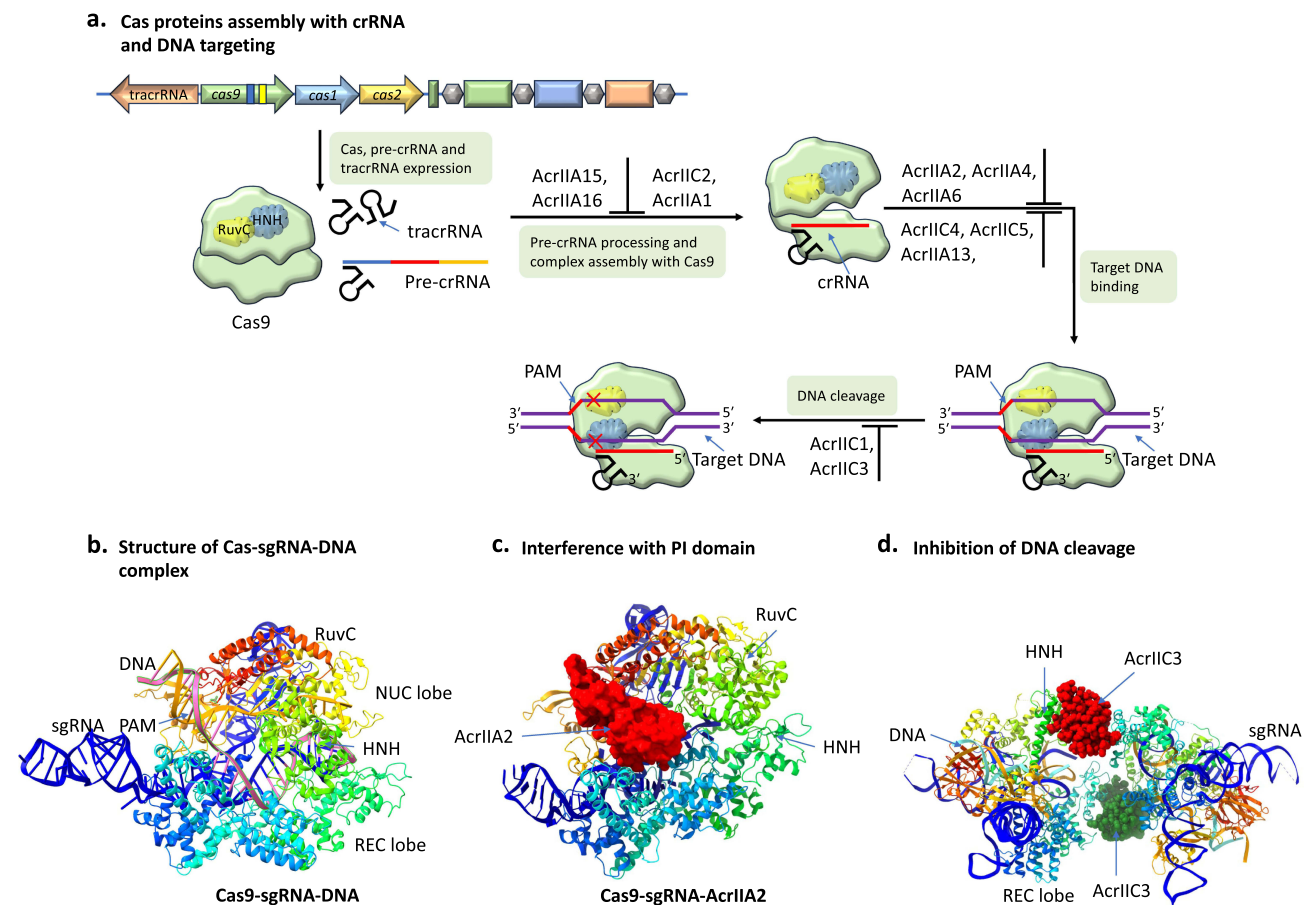 a. Cas proteins assembly with crRNA
and DNA targeting
tracrRNA
cas9
cas1
cas2
Cas, pre-crRNA and
tracrRNA expression
RuvC
HNH
Cas9
tracrRNA
Pre-crRNA
AcrIIA15,
AcrIIA16
AcrIIC2,
AcrIIA1
Pre-crRNA processing and
complex assembly with Cas9
crRNA
AcrIIA2, AcrIIA4,
AcrIIA6
AcrIIC4, AcrIIC5,
AcrIIA13,
Target DNA
binding
PAM
3′
5′
5′
3′
5′
Target DNA
3′
DNA cleavage
AcrIIC1,
AcrIIC3
PAM
3′
5′
5′
3′
5′
Target DNA
3′
b. Structure of Cas-sgRNA-DNA
complex
RuvC
DNA
NUC lobe
sgRNA
PAM
HNH
REC lobe
Cas9-sgRNA-DNA
c. Interference with PI domain
RuvC
AcrIIA2
HNH
Cas9-sgRNA-AcrIIA2
d. Inhibition of DNA cleavage
HNH
AcrIIC3
DNA
sgRNA
REC lobe
AcrIIC3